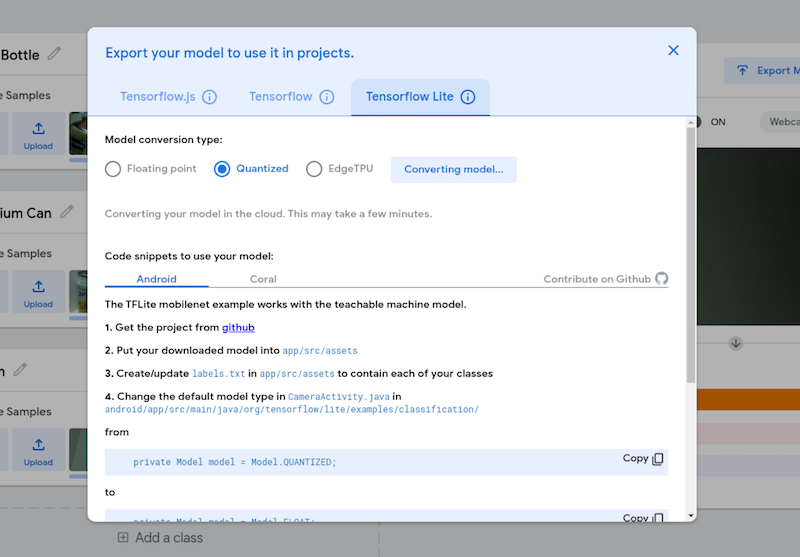 Export your model to use it in projects.
Tensorflow.js
Tensorflow
Tensorflow Lite
Model conversion type:
Floating point
Quantized
EdgeTPU
Converting model...
Converting your model in the cloud. This may take a few minutes.
Code snippets to use your model:
Android
Coral
Contribute on Github
The TFLite mobilenet example works with the teachable machine model.
1. Get the project from github
2. Put your downloaded model into app/src/assets
3. Create/update labels.txt in app/src/assets to contain each of your classes
4. Change the default model type in CameraActivity.java in
android/app/src/main/java/org/tensorflow/lite/examples/classification/
from
private Model model = Model.QUANTIZED;
Copy
to
private Model model = Model.FLOAT;
Copy
Bottle
Samples
Upload
ium Can
Samples
Upload
Samples
Upload
Add a class
Export M
ON
Webca